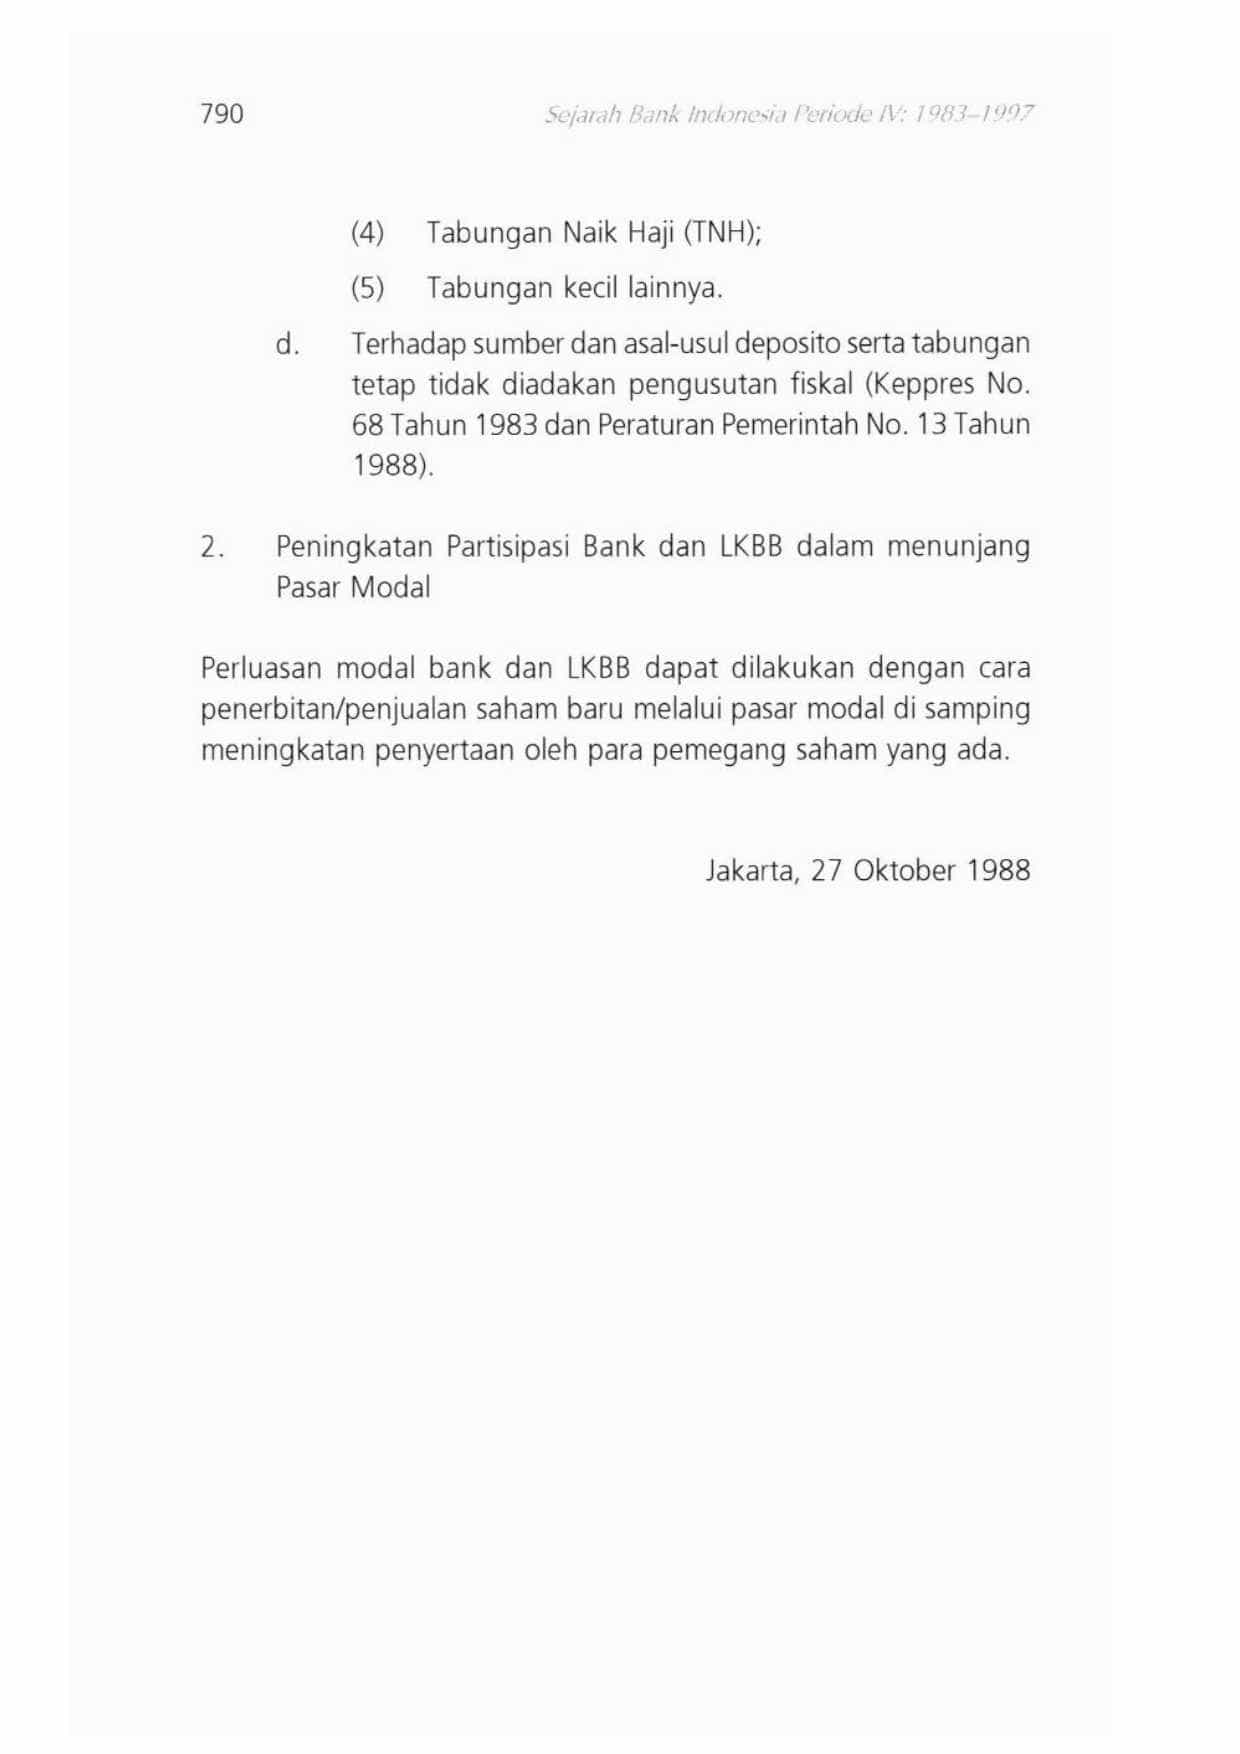 790 Sejarah Bank Indonesia Periode IV: 1983–1997
(4) Tabungan Naik Haji (TNH);
(5) Tabungan kecil lainnya.
d. Terhadap sumber dan asal-usul deposito serta tabungan
tetap tidak diadakan pengusutan fiskal (Keppres No.
68 Tahun 1983 dan Peraturan Pemerintah No. 13 Tahun
1988).
2. Peningkatan Partisipasi Bank dan LKBB dalam menunjang
Pasar Modal
Perluasan modal bank dan LKBB dapat dilakukan dengan cara
penerbitan/penjualan saham baru melalui pasar modal di samping
meningkatan penyertaan oleh para pemegang saham yang ada.
Jakarta, 27 Oktober 1988